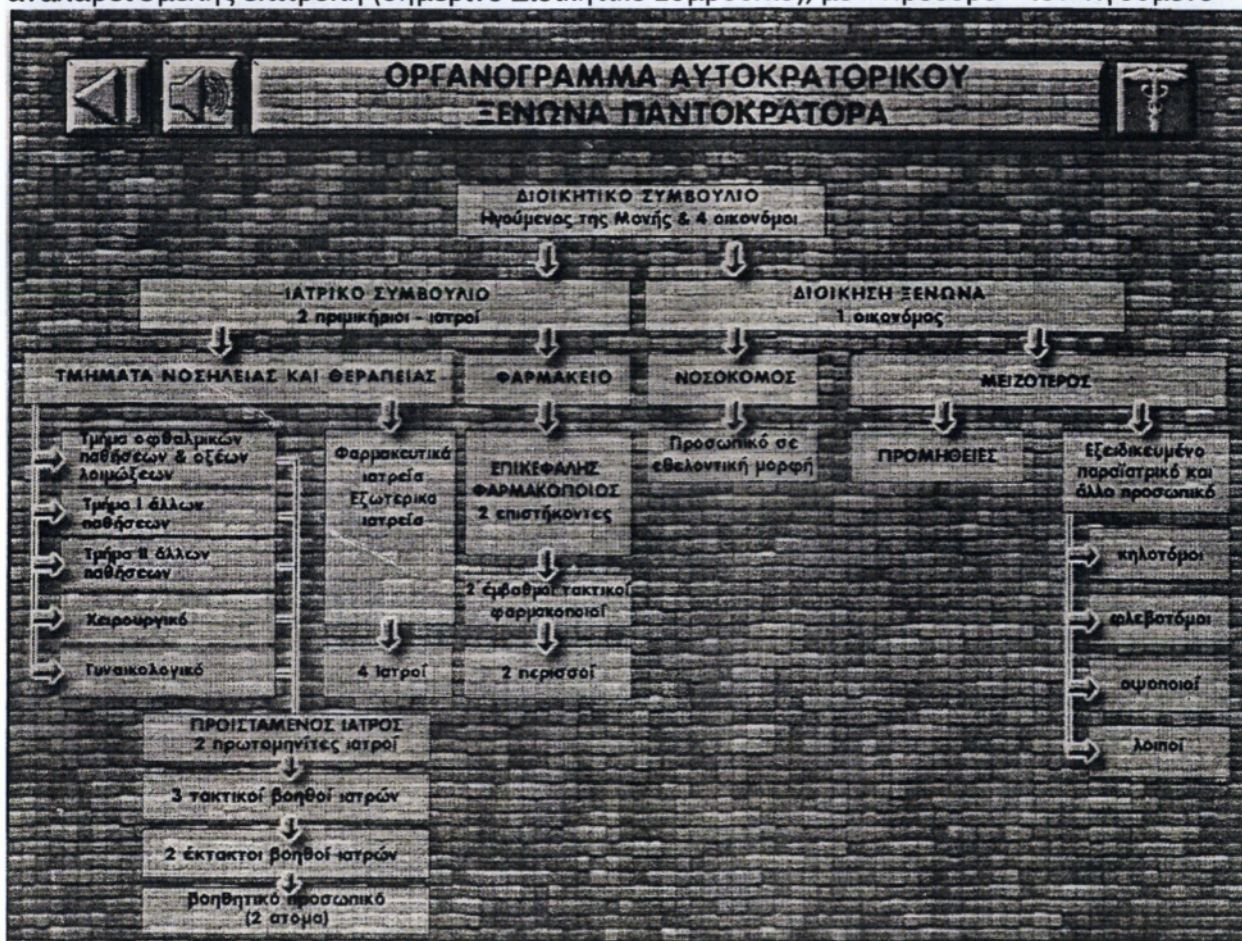 ΟΡΓΑΝΟΓΡΑΜΜΑ ΑΥΤΟΚΡΑΤΟΡΙΚΟΥ
ΞΕΝΩΝΑ ΠΑΝΤΟΚΡΑΤΟΡΑ
ΔΙΟΙΚΗΤΙΚΟ ΣΥΜΒΟΥΛΙΟ
Ηγούμενος της Μονής & 4 οικονόμοι
ΙΑΤΡΙΚΟ ΣΥΜΒΟΥΛΙΟ
2 πριμικήριοι - ιατροί
ΔΙΟΙΚΗΣΗ ΞΕΝΩΝΑ
1 οικονόμος
ΤΜΗΜΑΤΑ ΝΟΣΗΛΕΙΑΣ ΚΑΙ ΘΕΡΑΠΕΙΑΣ
ΦΑΡΜΑΚΕΙΟ
ΝΟΣΟΚΟΜΟΣ
ΜΕΙΖΟΤΕΡΟΣ
Τμήμα οφθαλμικών
παθήσεων & οξέων
λοιμώξεων
Τμήμα Ι άλλων
παθήσεων
Τμήμα ΙΙ άλλων
παθήσεων
Χειρουργικό
Γυναικολογικό
Φαρμακευτικά
ιατρεία
Εξωτερικα
ιατρεία
4 ιατροί
ΕΠΙΚΕΦΑΛΗΣ
ΦΑΡΜΑΚΟΠΟΙΟΣ
2 επιστήκοντες
2 έμβαθμοι τακτικοί
φαρμακοποιοί
2 περισσοί
Προσωπικό σε
εθελοντική μορφή
ΠΡΟΜΗΘΕΙΕΣ
Εξειδικευμένο
παραϊατρικό και
άλλο προσωπικό
κηλοτόμοι
φλεβοτόμοι
οψοποιοί
λοιποί
ΠΡΟΙΣΤΑΜΕΝΟΣ ΙΑΤΡΟΣ
2 πρωτομηνίτες ιατροί
3 τακτικοί βοηθοί ιατρών
2 έκτακτοι βοηθοί ιατρών
βοηθητικό προσωπικό
(2 ατομα)